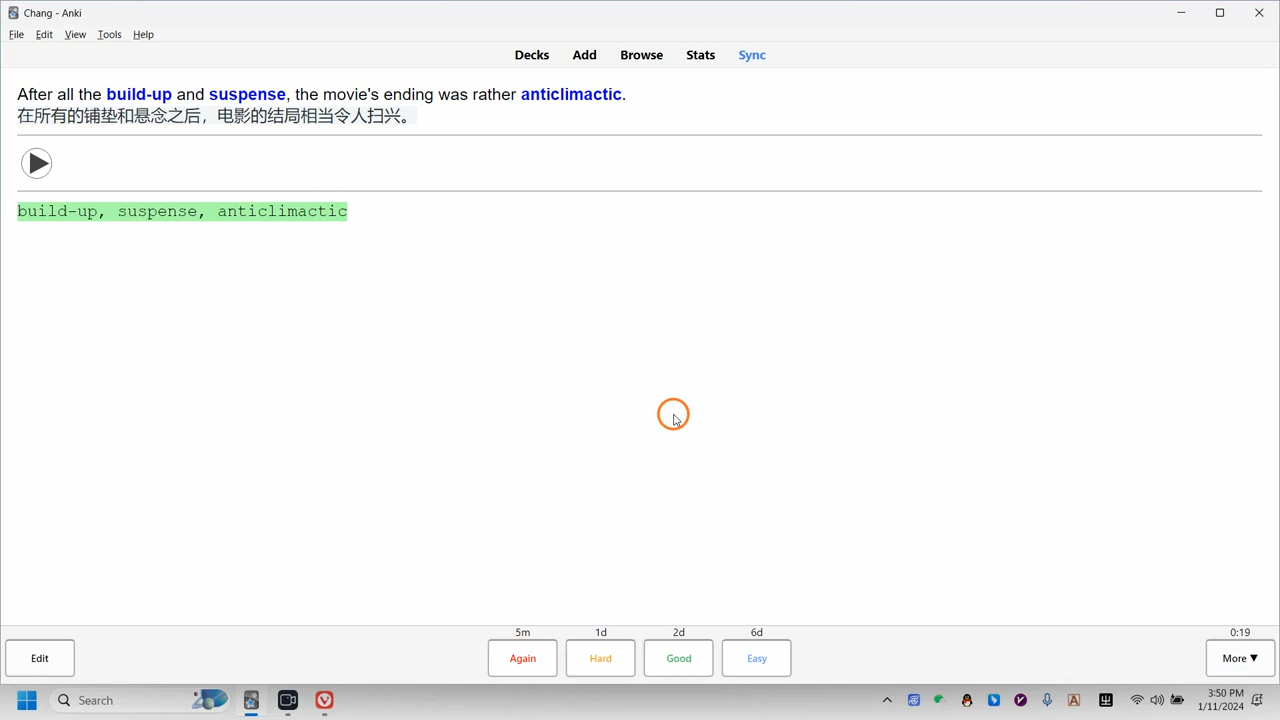 Chang - Anki
File Edit View Tools Help
Decks Add Browse Stats Sync
After all the build-up and suspense, the movie's ending was rather anticlimactic.
在所有的铺垫和悬念之后，电影的结局相当令人扫兴。
build-up, suspense, anticlimactic
5m 1d 2d 6d 0:19
Edit Again Hard Good Easy More ▼
Search
3:50 PM
1/11/2024